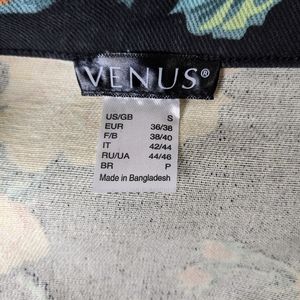 VENUS®
US/GB S
EUR 36/38
F/B 38/40
IT 42/44
RU/UA 44/46
BR P
Made in Bangladesh